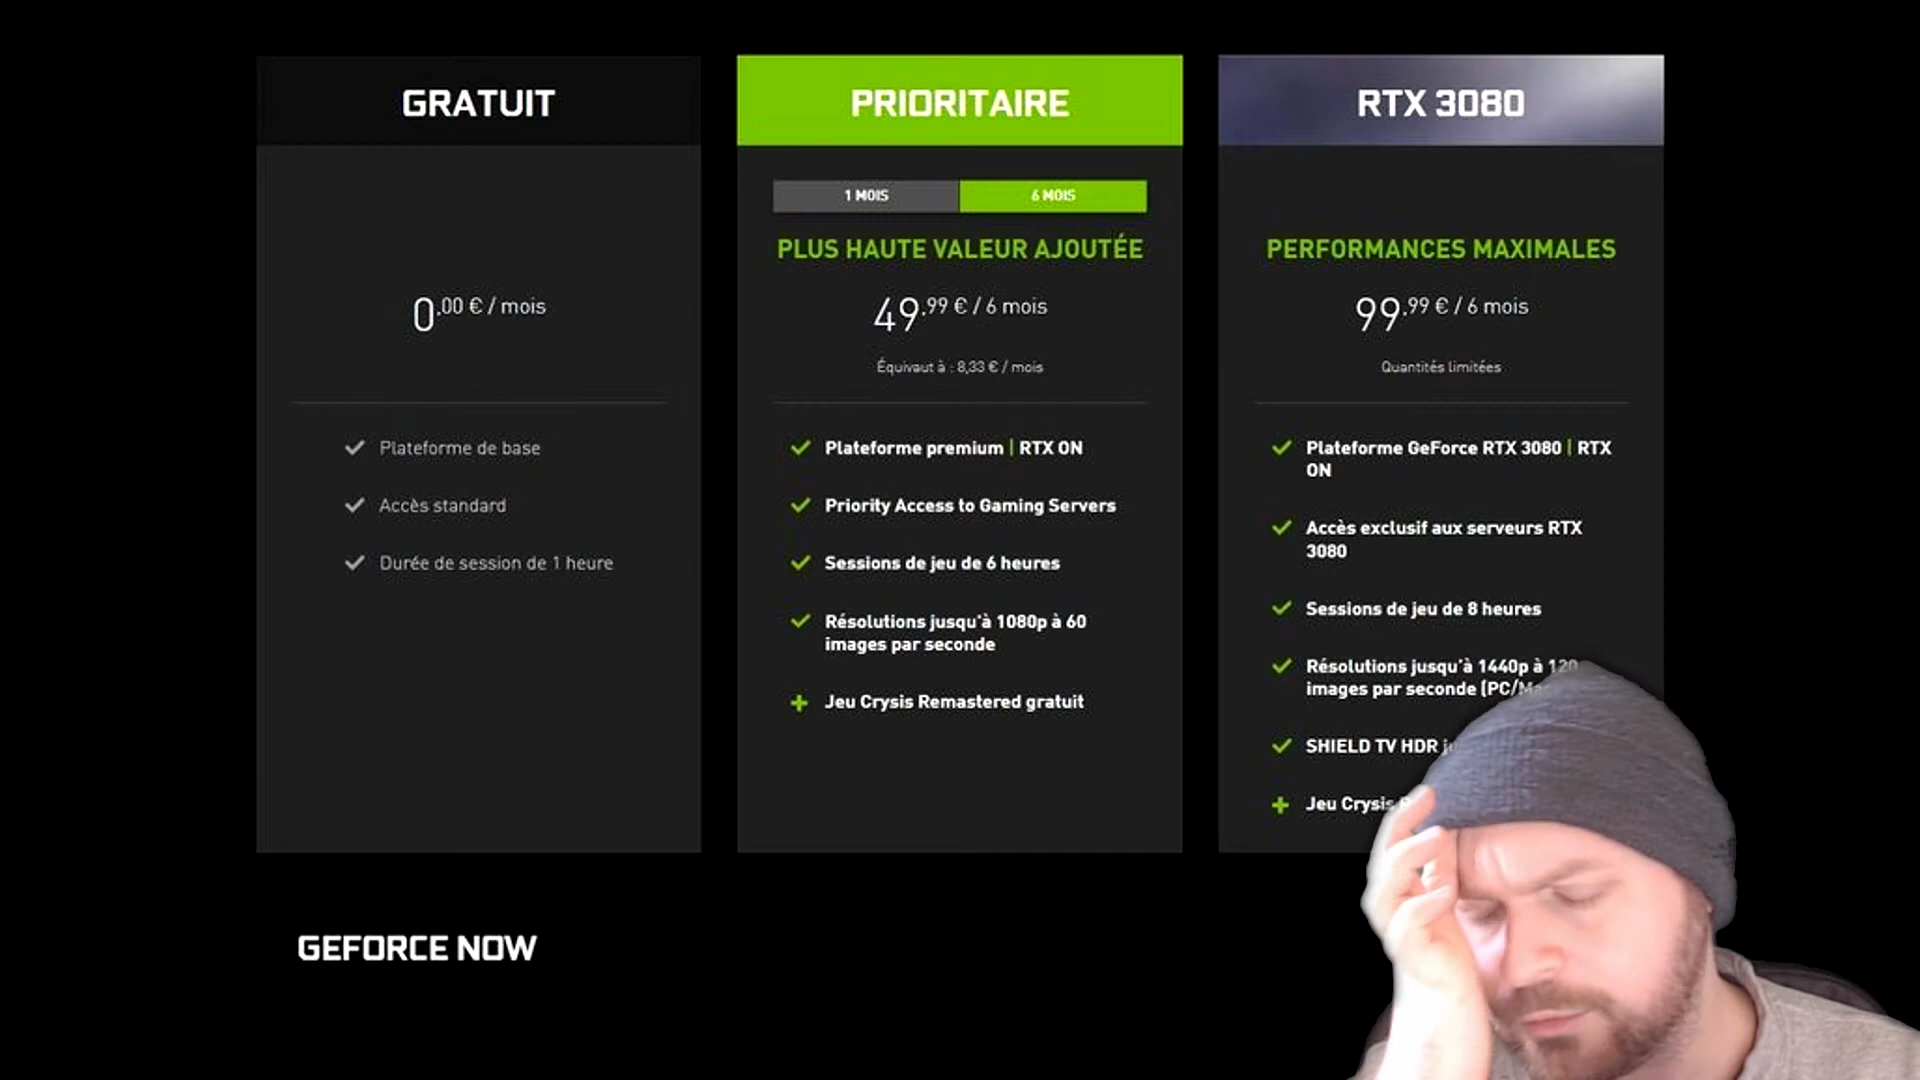 GRATUIT
0,00 € / mois
Plateforme de base
Accès standard
Durée de session de 1 heure
PRIORITAIRE
1 MOIS
6 MOIS
PLUS HAUTE VALEUR AJOUTÉE
49,99 € / 6 mois
Équivaut à : 8,33 € / mois
Plateforme premium | RTX ON
Priority Access to Gaming Servers
Sessions de jeu de 6 heures
Résolutions jusqu'à 1080p à 60
images par seconde
Jeu Crysis Remastered gratuit
RTX 3080
PERFORMANCES MAXIMALES
99,99 € / 6 mois
Quantités limitées
Plateforme GeForce RTX 3080 | RTX
ON
Accès exclusif aux serveurs RTX
3080
Sessions de jeu de 8 heures
Résolutions jusqu'à 1440p à 120
images par seconde (PC/
SHIELD TV HDR
Jeu Crysis
GEFORCE NOW